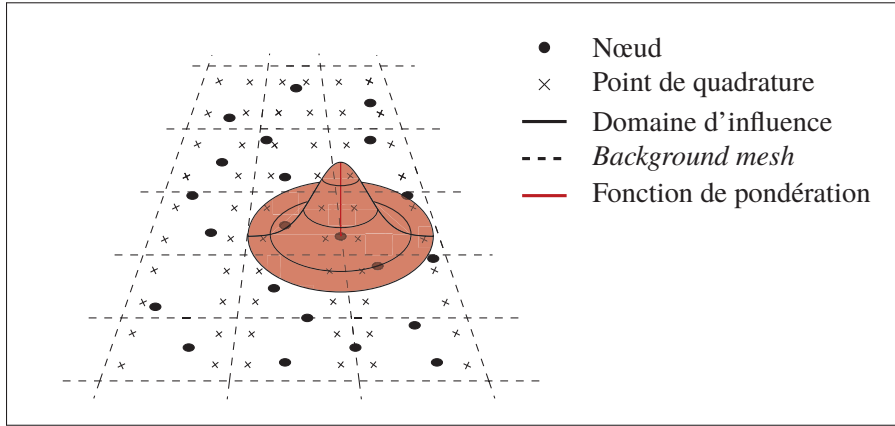 Nœud
Point de quadrature
Domaine d'influence
Background mesh
Fonction de pondération